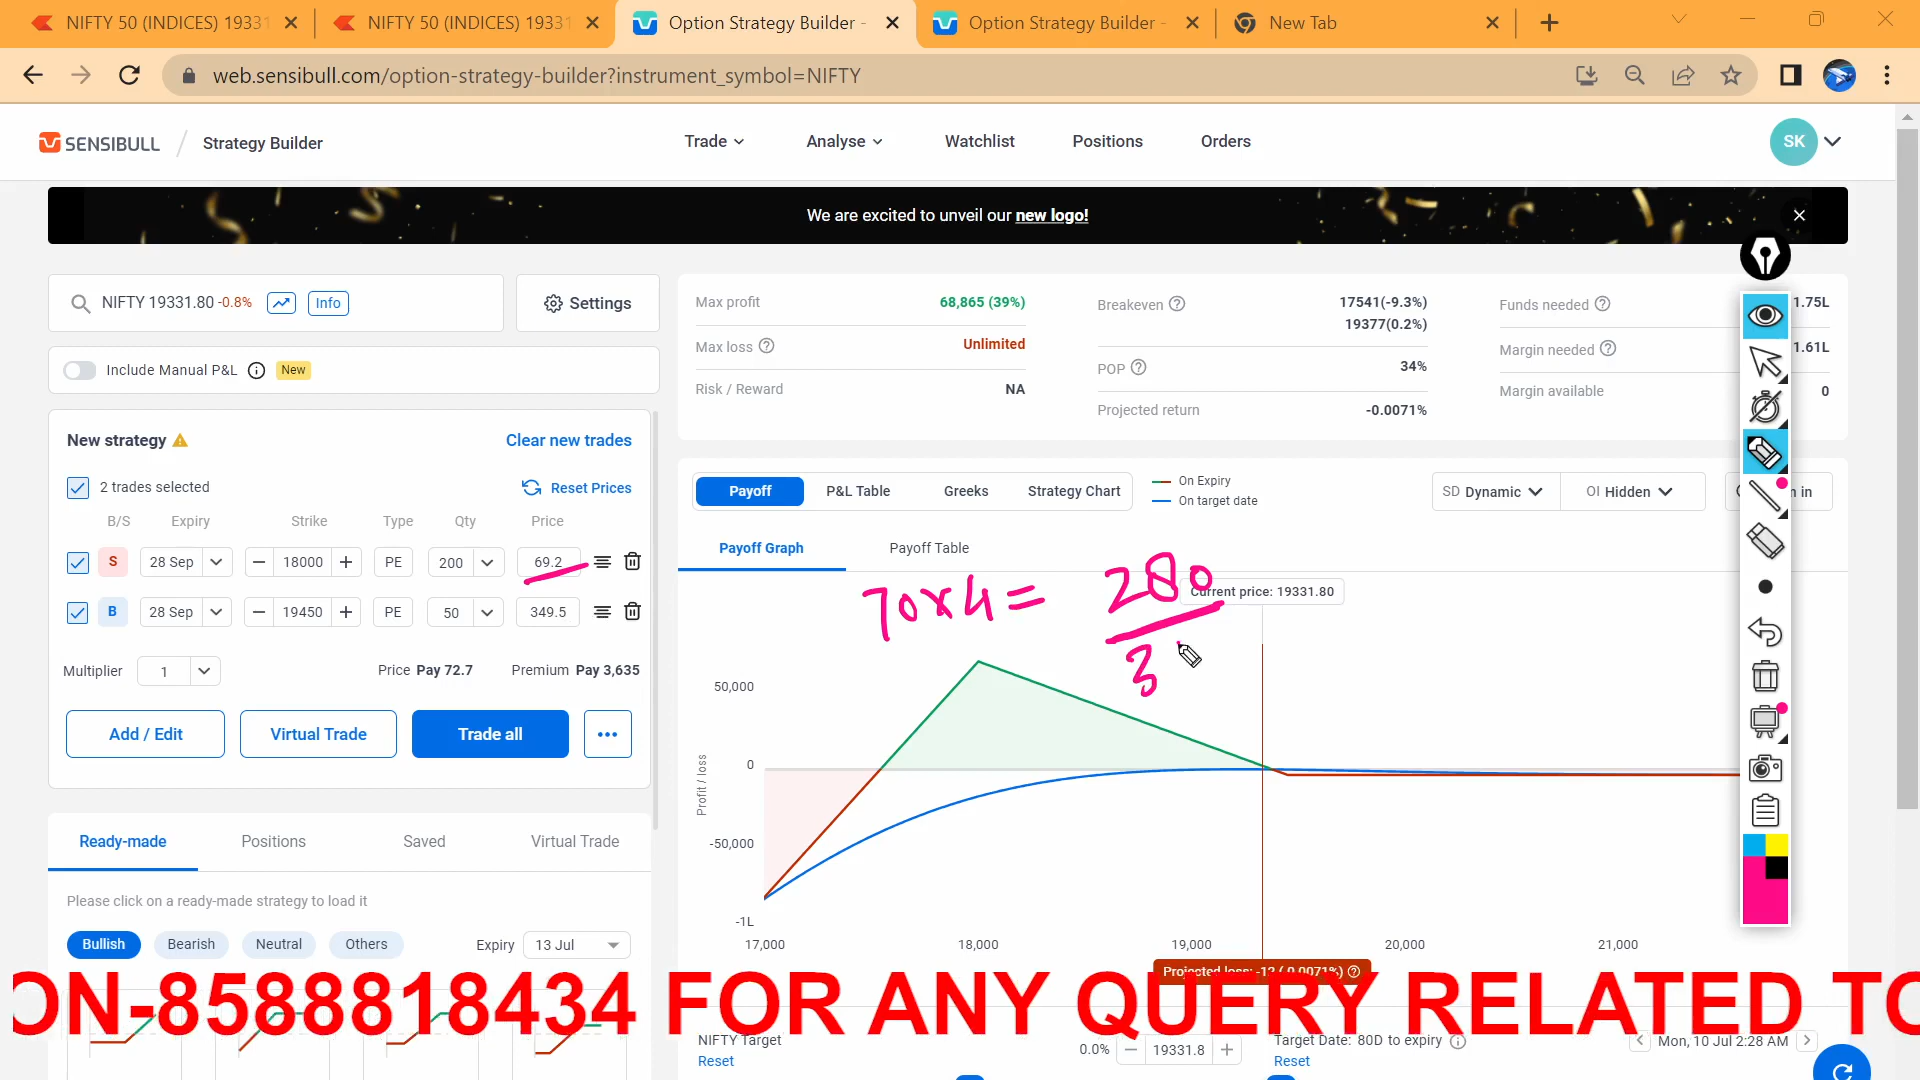 NIFTY 50 (INDICES) 19331
NIFTY 50 (INDICES) 19331
Option Strategy Builder -
Option Strategy Builder -
New Tab
web.sensibull.com/option-strategy-builder?instrument_symbol=NIFTY
SENSIBULL / Strategy Builder
Trade
Analyse
Watchlist
Positions
Orders
SK
We are excited to unveil our new logo!
NIFTY 19331.80 -0.8%
Info
Settings
Include Manual P&L
New
New strategy
Clear new trades
2 trades selected
Reset Prices
B/S Expiry Strike Type Qty Price
S 28 Sep 18000 PE 200 69.2
B 28 Sep 19450 PE 50 349.5
Multiplier 1
Price Pay 72.7
Premium Pay 3,635
Add / Edit
Virtual Trade
Trade all
Ready-made
Positions
Saved
Virtual Trade
Please click on a ready-made strategy to load it
Bullish
Bearish
Neutral
Others
Expiry 13 Jul
Max profit 68,865 (39%)
Max loss Unlimited
Risk / Reward NA
Breakeven 17541(-9.3%)
19377(0.2%)
POP 34%
Projected return -0.0071%
Funds needed 1.75L
Margin needed 1.61L
Margin available 0
Payoff
P&L Table
Greeks
Strategy Chart
On Expiry
On target date
SD Dynamic
OI Hidden
n in
Payoff Graph
Payoff Table
70x4= 280
3
Current price: 19331.80
Profit / loss
50,000
0
-50,000
-1L
17,000
18,000
19,000
20,000
21,000
Projected loss: -12 (-0.0071%)
ON-8588818434 FOR ANY QUERY RELATED TO
NIFTY Target
Reset
0.0%
19331.8
Target Date: 80D to expiry
Reset
Mon, 10 Jul 2:28 AM